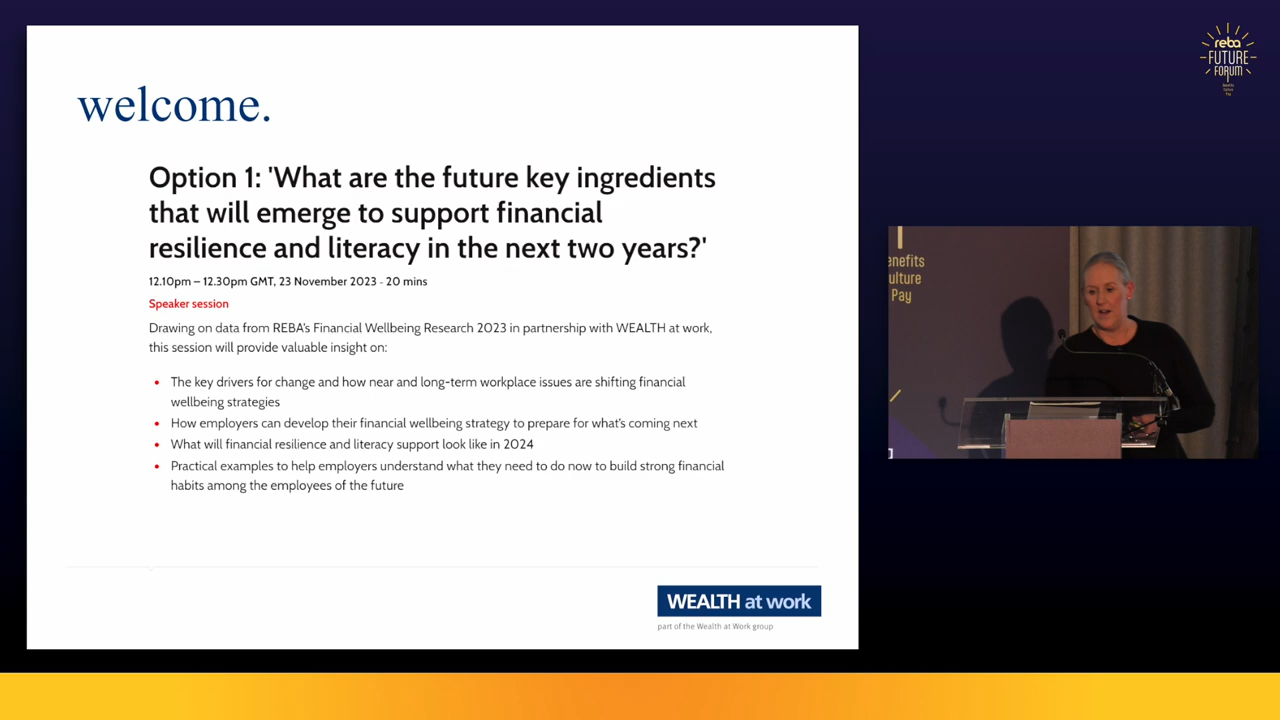 welcome.
Option 1: 'What are the future key ingredients
that will emerge to support financial
resilience and literacy in the next two years?'
12.10pm – 12.30pm GMT, 23 November 2023 - 20 mins
Speaker session
Drawing on data from REBA's Financial Wellbeing Research 2023 in partnership with WEALTH at work,
this session will provide valuable insight on:
• The key drivers for change and how near and long-term workplace issues are shifting financial
wellbeing strategies
• How employers can develop their financial wellbeing strategy to prepare for what's coming next
• What will financial resilience and literacy support look like in 2024
• Practical examples to help employers understand what they need to do now to build strong financial
habits among the employees of the future
WEALTH at work
part of the Wealth at Work group
reba
FUTURE
FORUM
Benefits
Culture
Pay
enefits
ulture
Pay